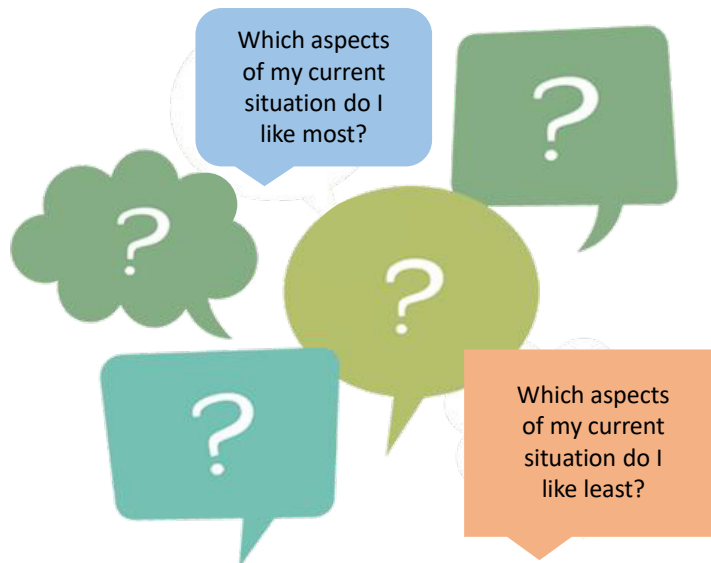 Which aspects
of my current
situation do I
like most?
?
?
?
?
Which aspects
of my current
situation do I
like least?